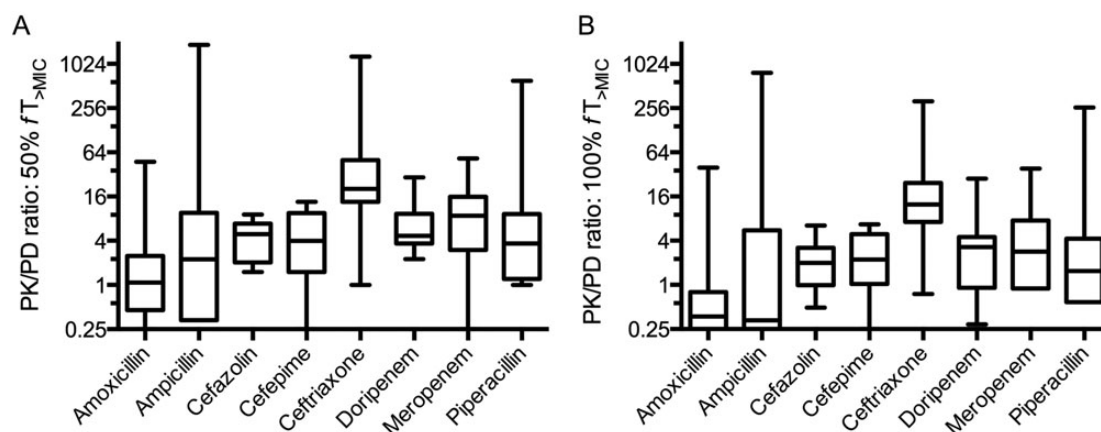 A
PK/PD ratio: 50% fT>MIC
1024
256
64
16
4
1
0.25
Amoxicillin
Ampicillin
Cefazolin
Cefepime
Ceftriaxone
Doripenem
Meropenem
Piperacillin
B
PK/PD ratio: 100% fT>MIC
1024
256
64
16
4
1
0.25
Amoxicillin
Ampicillin
Cefazolin
Cefepime
Ceftriaxone
Doripenem
Meropenem
Piperacillin